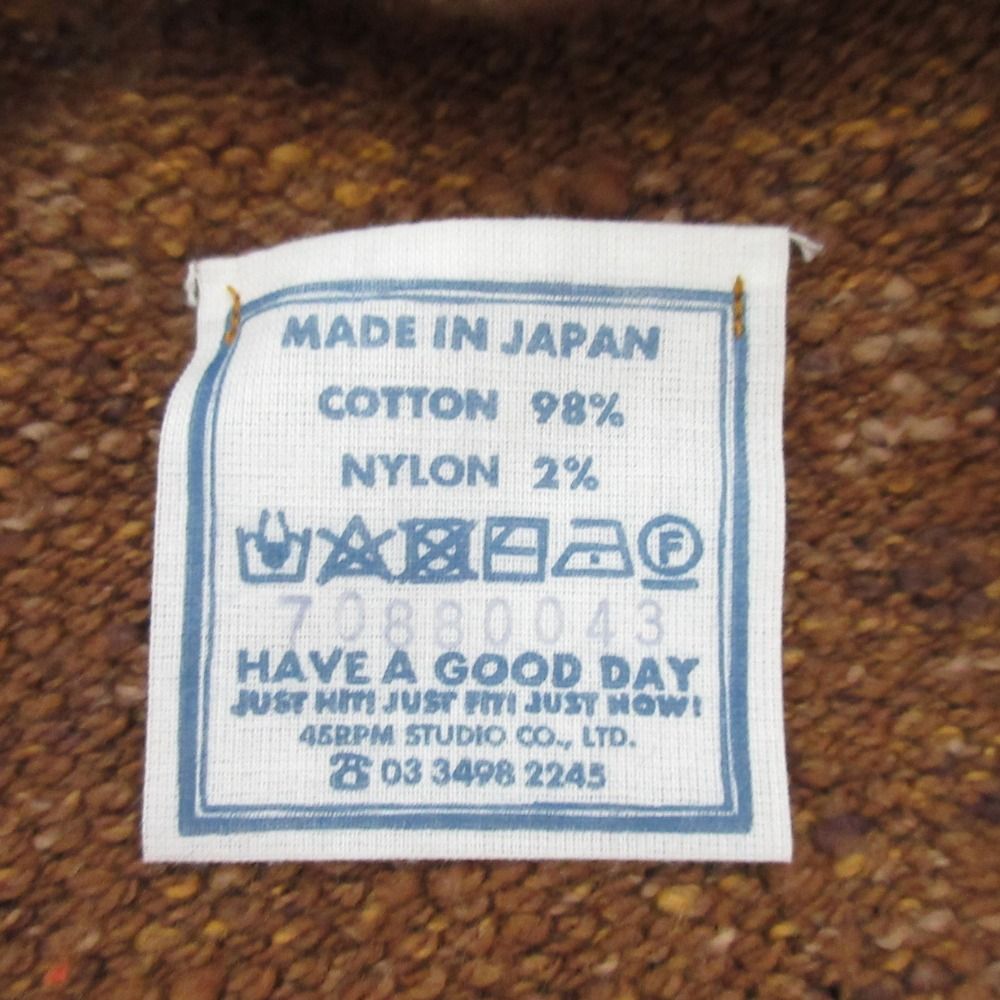 MADE IN JAPAN
COTTON 98%
NYLON 2%
F
70880043
HAVE A GOOD DAY
JUST HIT! JUST FIT! JUST NOW!
45RPM STUDIO CO., LTD.
☎ 03 3498 2245